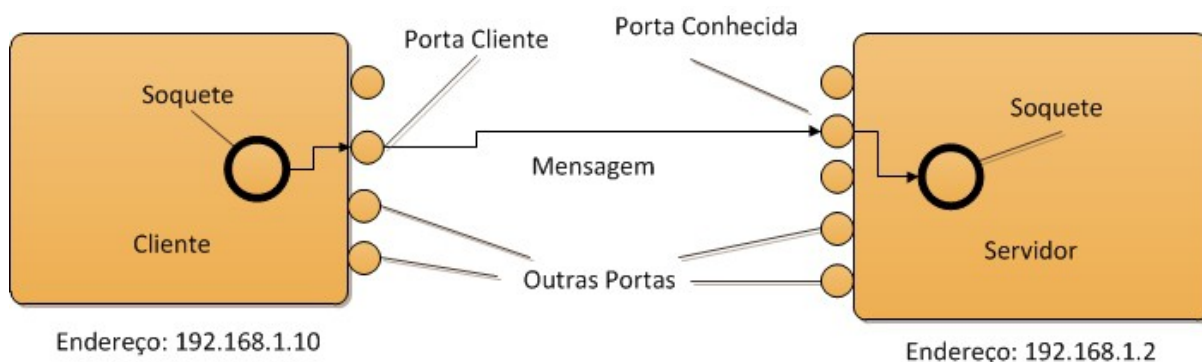 Porta Cliente
Porta Conhecida
Soquete
Soquete
Mensagem
Cliente
Servidor
Outras Portas
Endereço: 192.168.1.10
Endereço: 192.168.1.2